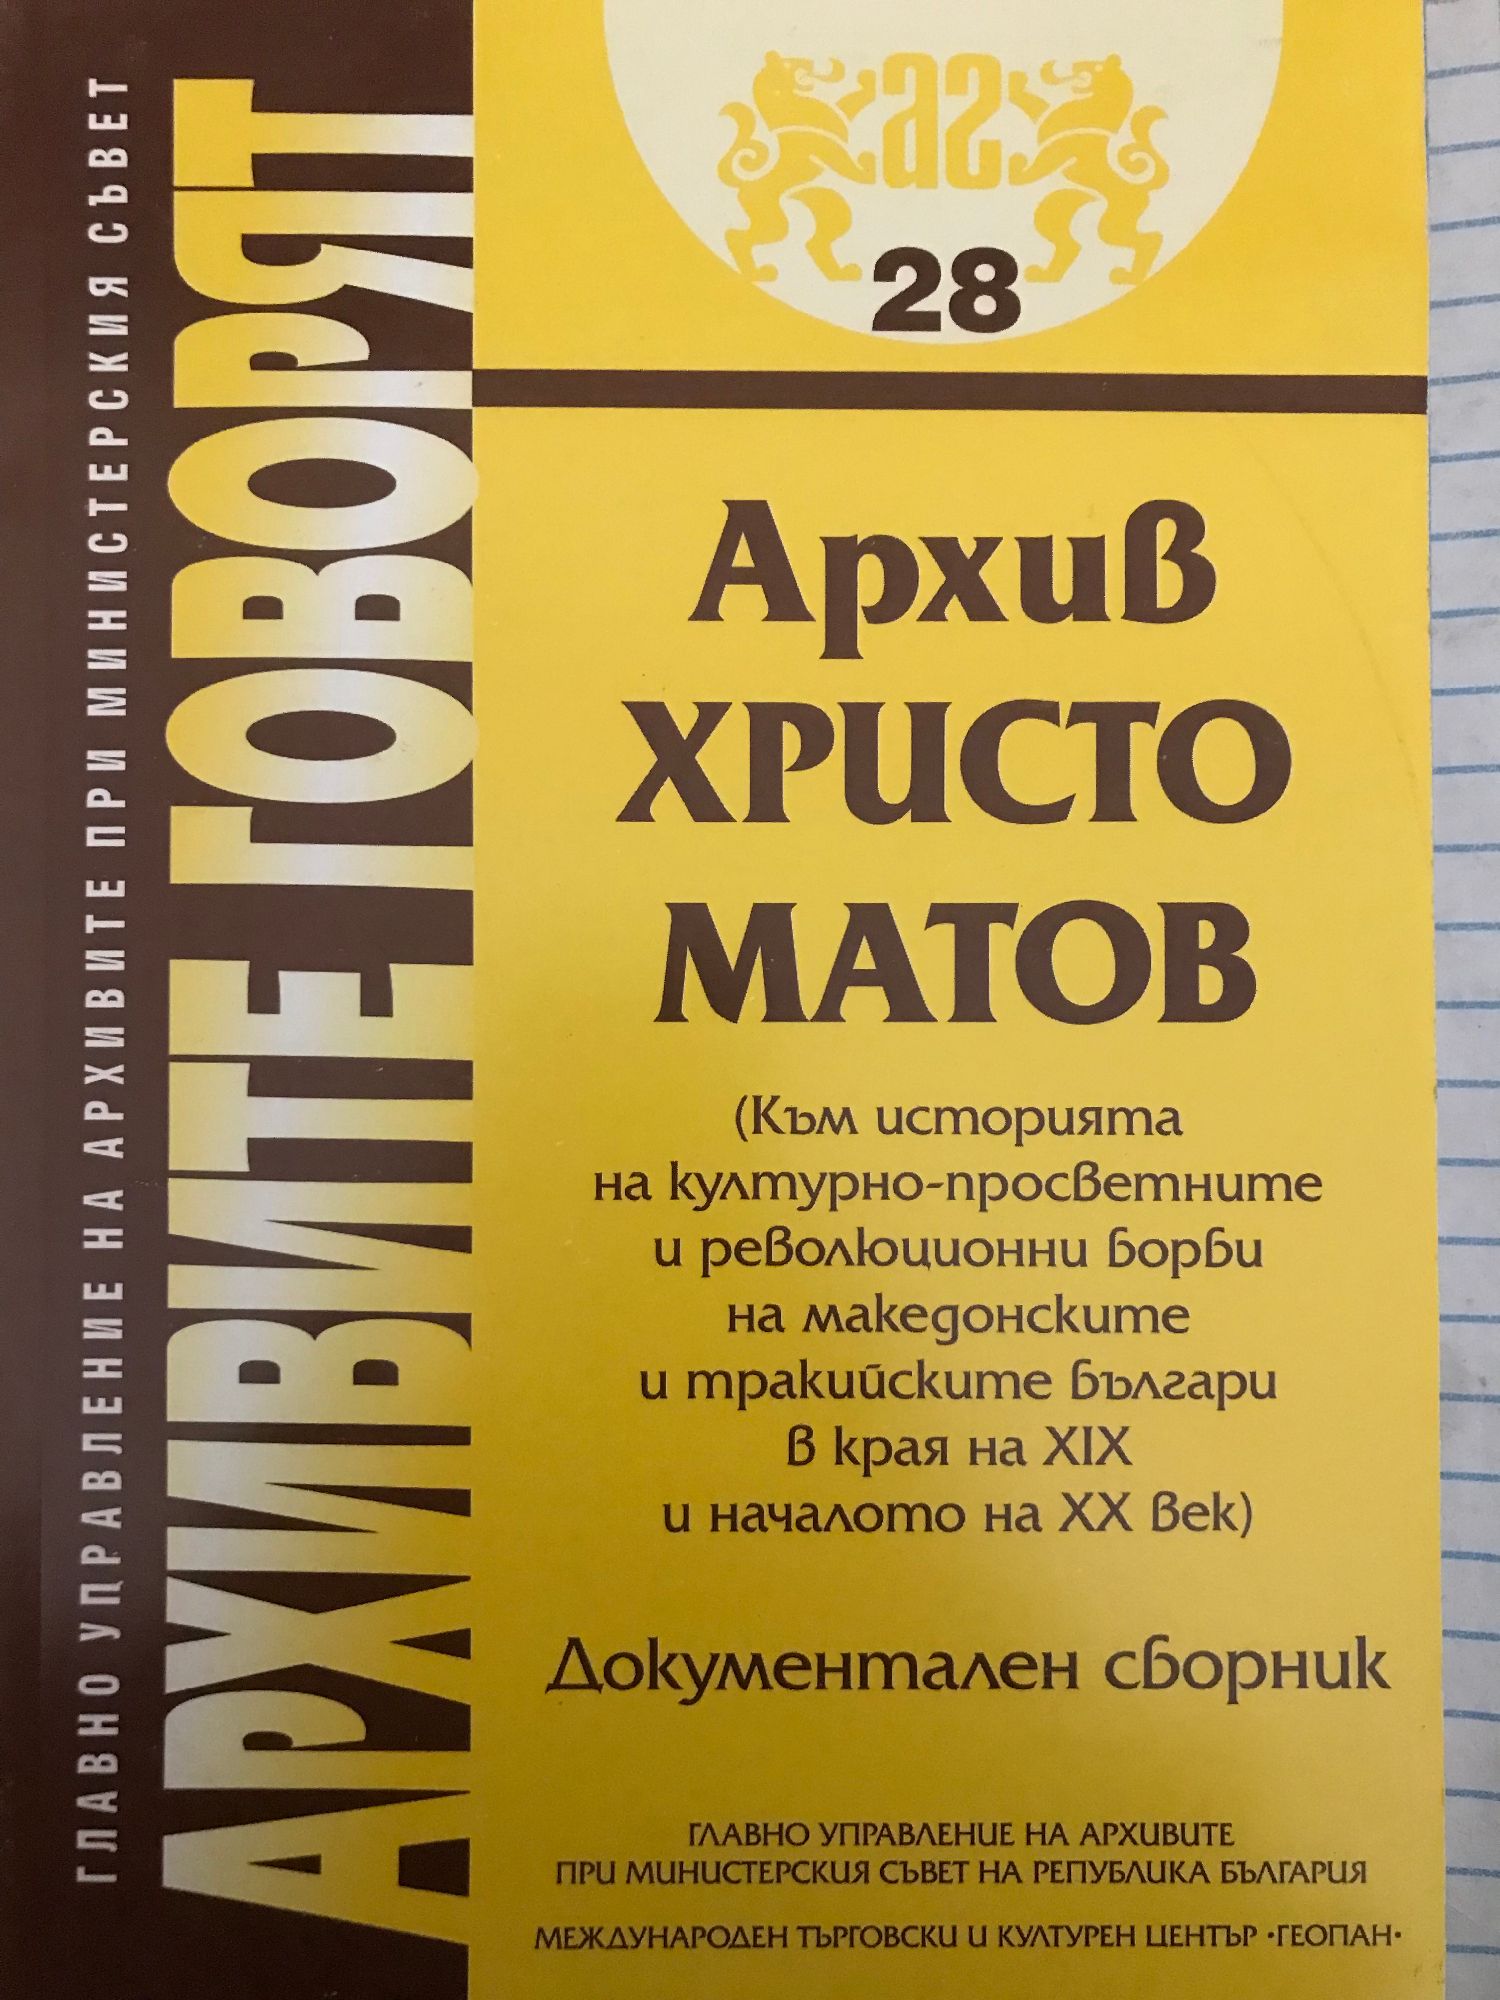 ГЛАВНО УПРАВЛЕНИЕ НА АРХИВИТЕ ПРИ МИНИСТЕРСКИЯ СЪВЕТ
АРХИВИТЕ ГОВОРЯТ
аг
28
Архив
ХРИСТО
МАТОВ
(Към историята
на културно-просветните
и революционни борби
на македонските
и тракийските българи
в края на XIX
и началото на XX век)
Документален сборник
ГЛАВНО УПРАВЛЕНИЕ НА АРХИВИТЕ
ПРИ МИНИСТЕРСКИЯ СЪВЕТ НА РЕПУБЛИКА БЪЛГАРИЯ
МЕЖДУНАРОДЕН ТЪРГОВСКИ И КУЛТУРЕН ЦЕНТЪР •ГЕОПАН•